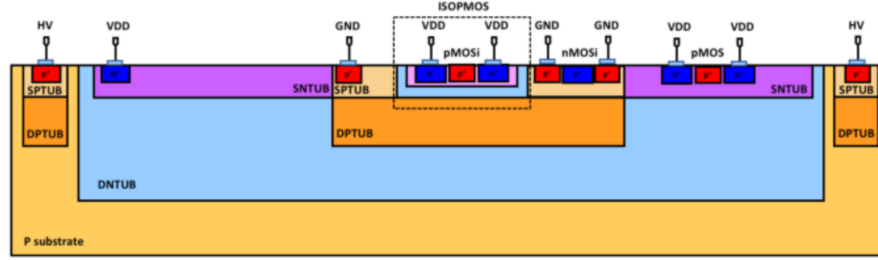 ISOPMOS
HV VDD GND VDD VDD GND GND VDD VDD HV
pMOSi nMOSi pMOS
p⁺ n⁺ p⁺ n⁺ p⁺ n⁺ p⁺ n⁺ p⁺ n⁺ p⁺ n⁺ p⁺
SPTUB SNTUB SPTUB SNTUB SPTUB
DPTUB DPTUB DPTUB
DNTUB
P substrate